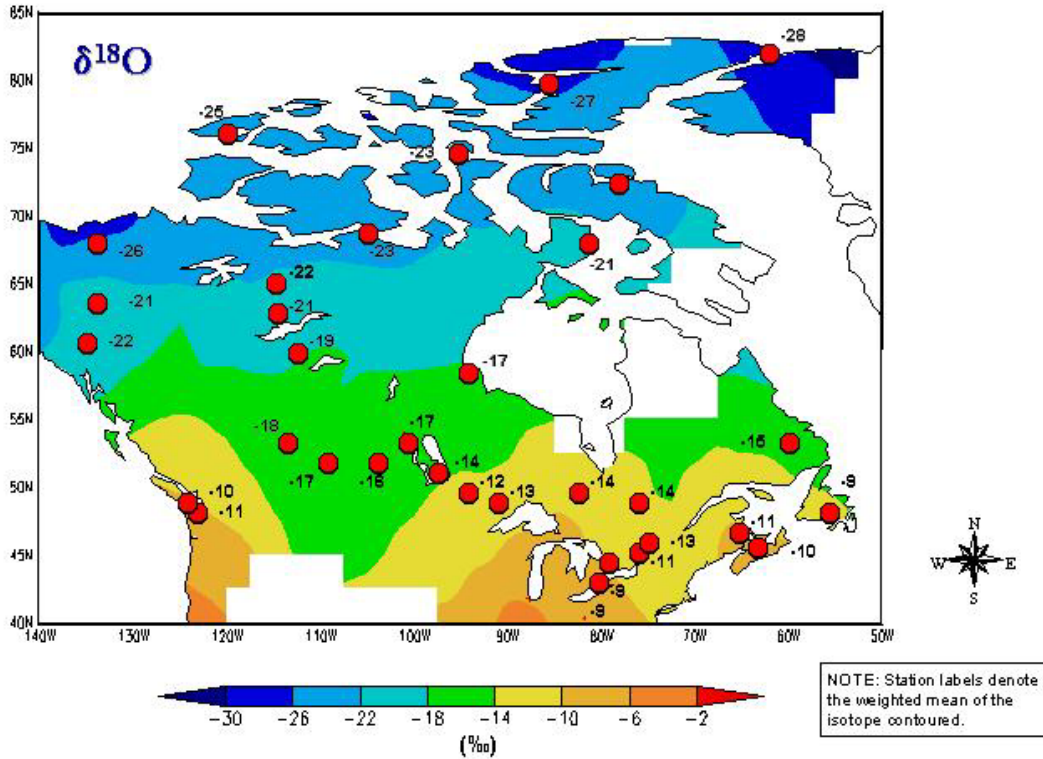 85N
80N
75N
70N
65N
60N
55N
50N
45N
40N
δ18O
-28
-27
-25
-23
-26
-23
-21
-22
-21
-21
-22
-19
-17
-18
-17
-17
-18
-14
-12
-13
-14
-14
-15
-9
-10
-11
-11
-10
-13
-11
-9
-9
140W 130W 120W 110W 100W 90W 80W 70W 60W 50W
N
W E
S
-30 -26 -22 -18 -14 -10 -6 -2
(‰)
NOTE: Station labels denote
the weighted mean of the
isotope contoured.